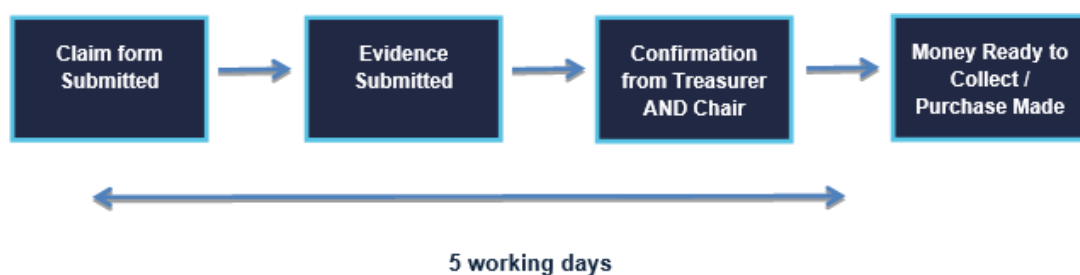 Claim form
Submitted
Evidence
Submitted
Confirmation
from Treasurer
AND Chair
Money Ready to
Collect /
Purchase Made
5 working days